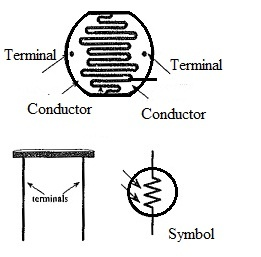 Terminal
Terminal
Conductor
Conductor
terminals
Symbol